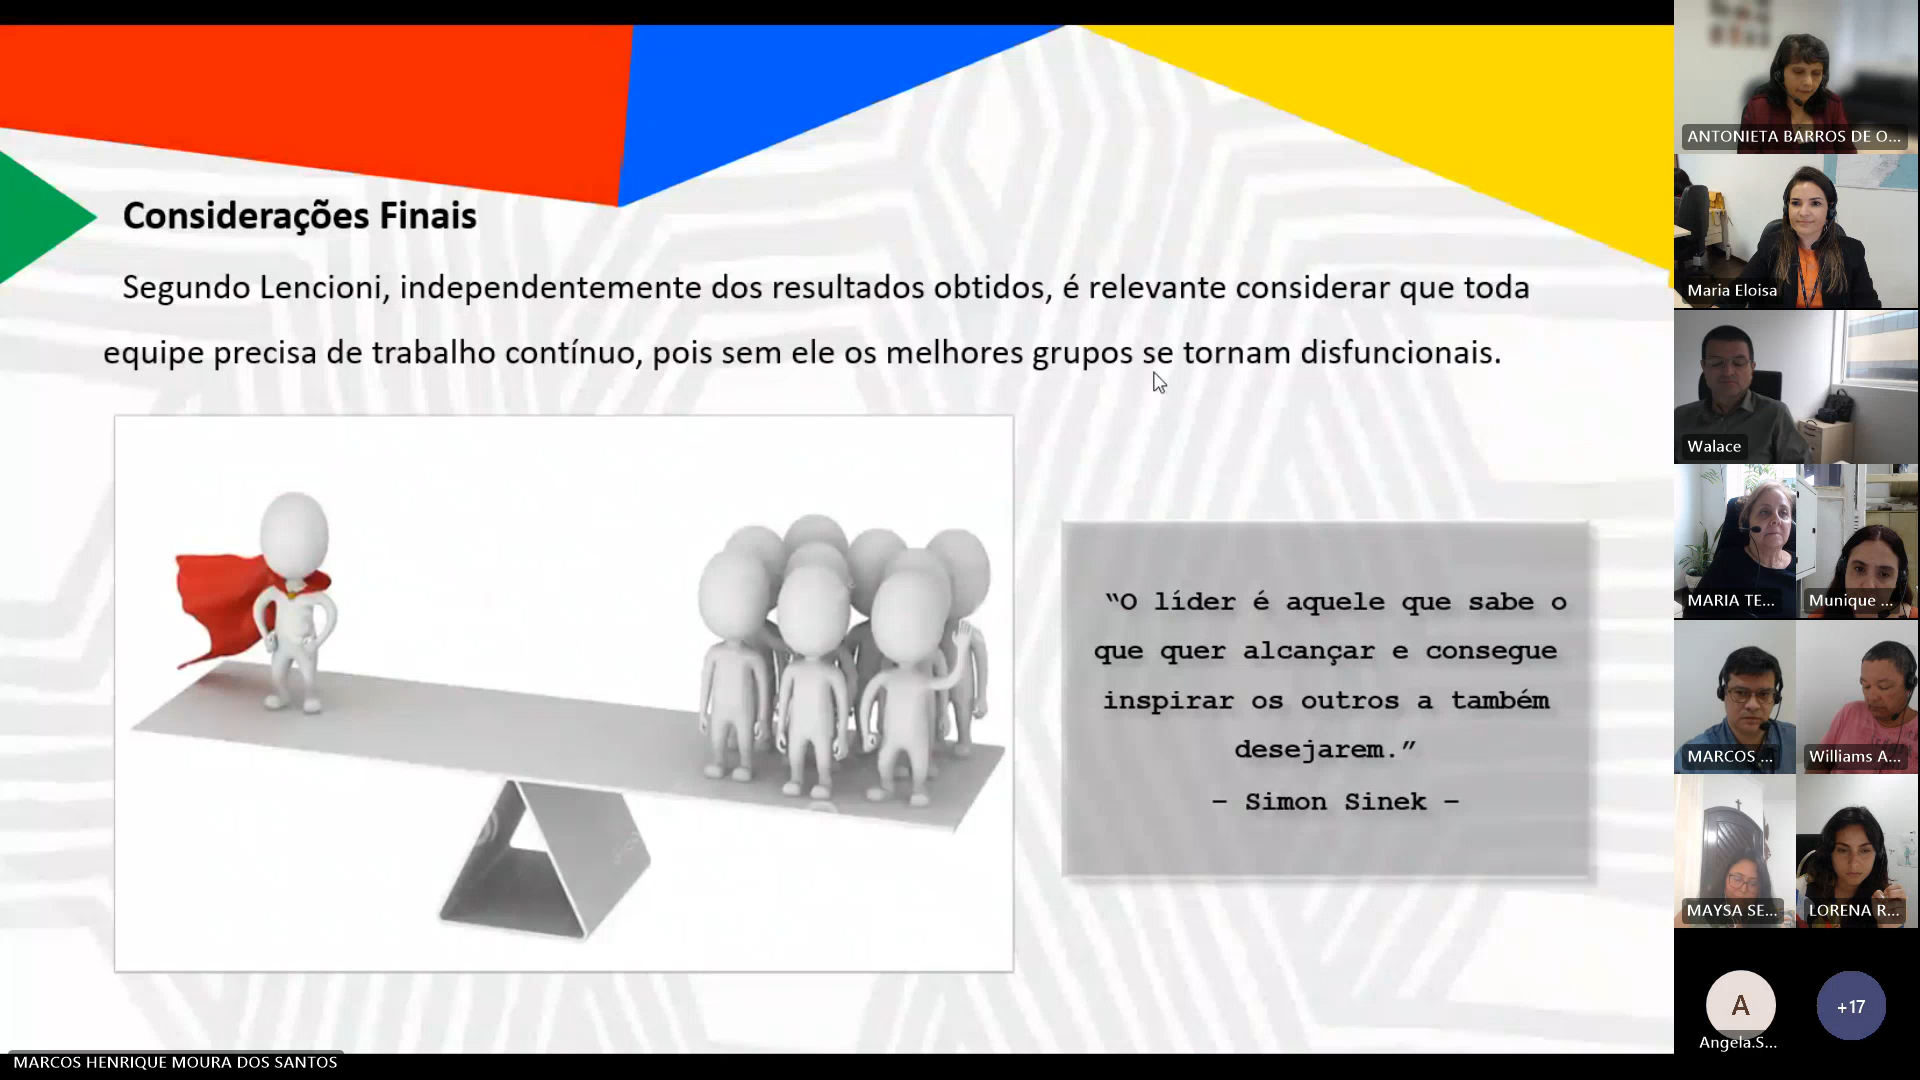 Considerações Finais
Segundo Lencioni, independentemente dos resultados obtidos, é relevante considerar que toda
equipe precisa de trabalho contínuo, pois sem ele os melhores grupos se tornam disfuncionais.
“O líder é aquele que sabe o
que quer alcançar e consegue
inspirar os outros a também
desejarem.”
– Simon Sinek –
MARCOS HENRIQUE MOURA DOS SANTOS
ANTONIETA BARROS DE O...
Maria Eloisa
Walace
MARIA TE...
Munique ...
MARCOS ...
Williams A...
MAYSA SE...
LORENA R...
A
Angela.S...
+17